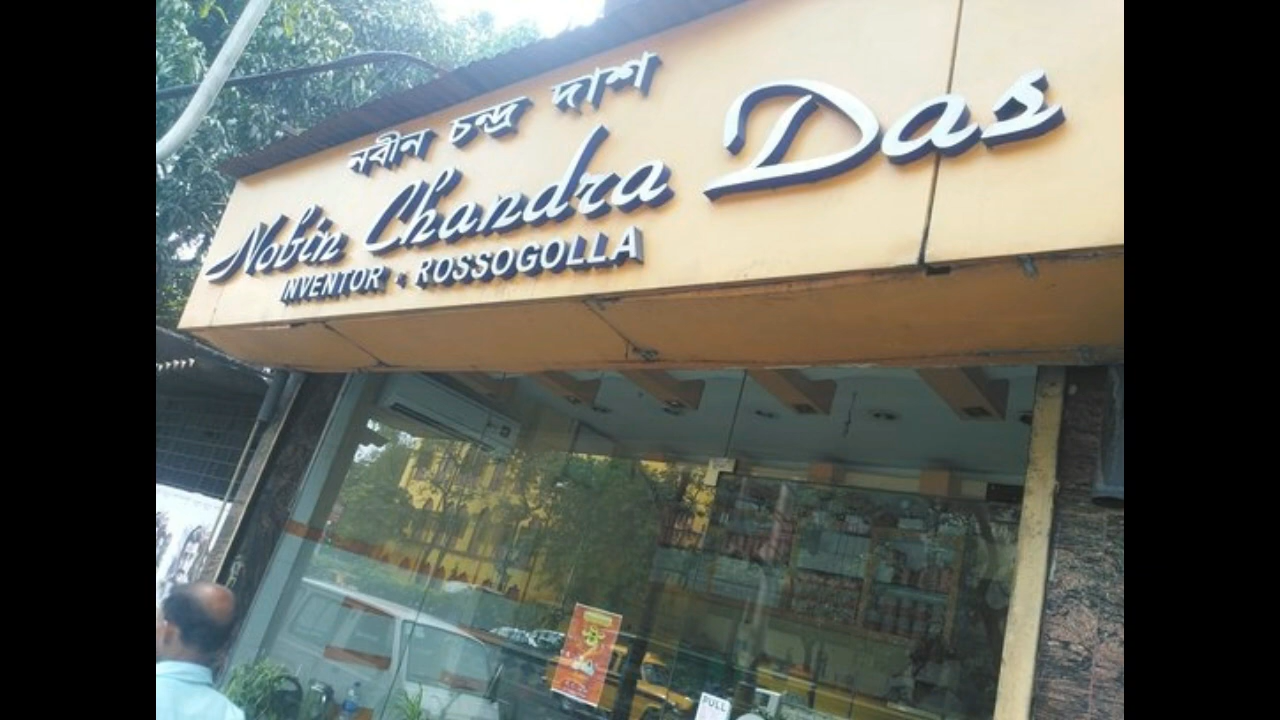 নবীন চন্দ্র দাশ
Nobin Chandra Das
INVENTOR . ROSSOGOLLA
PULL